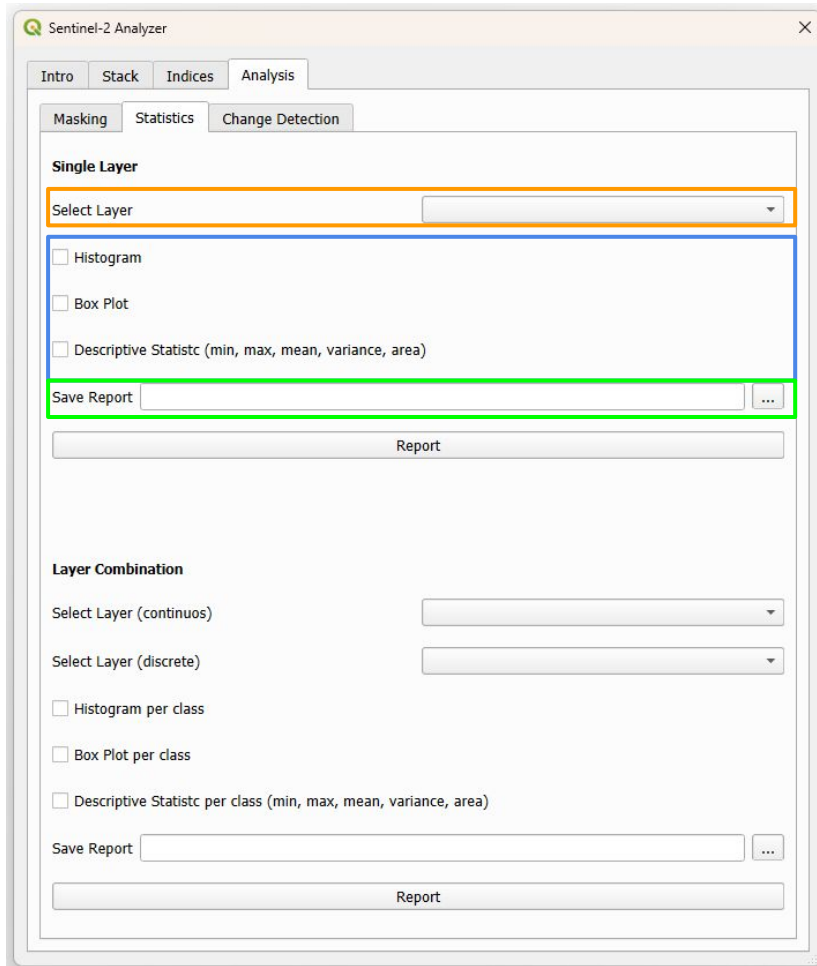 Sentinel-2 Analyzer
Intro Stack Indices Analysis
Masking Statistics Change Detection
Single Layer
Select Layer
Histogram
Box Plot
Descriptive Statistc (min, max, mean, variance, area)
Save Report ...
Report
Layer Combination
Select Layer (continuos)
Select Layer (discrete)
Histogram per class
Box Plot per class
Descriptive Statistc per class (min, max, mean, variance, area)
Save Report ...
Report